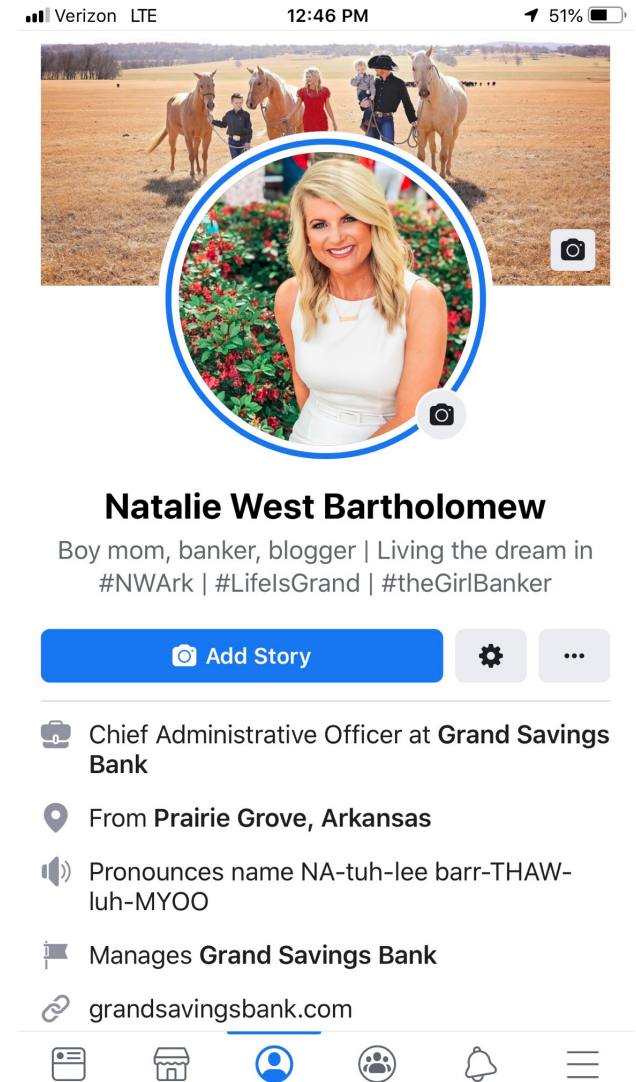 Verizon LTE 12:46 PM 51%
Natalie West Bartholomew
Boy mom, banker, blogger | Living the dream in
#NWArk | #LifeIsGrand | #theGirlBanker
Add Story
Chief Administrative Officer at Grand Savings
Bank
From Prairie Grove, Arkansas
Pronounces name NA-tuh-lee barr-THAW-
luh-MYOO
Manages Grand Savings Bank
grandsavingsbank.com